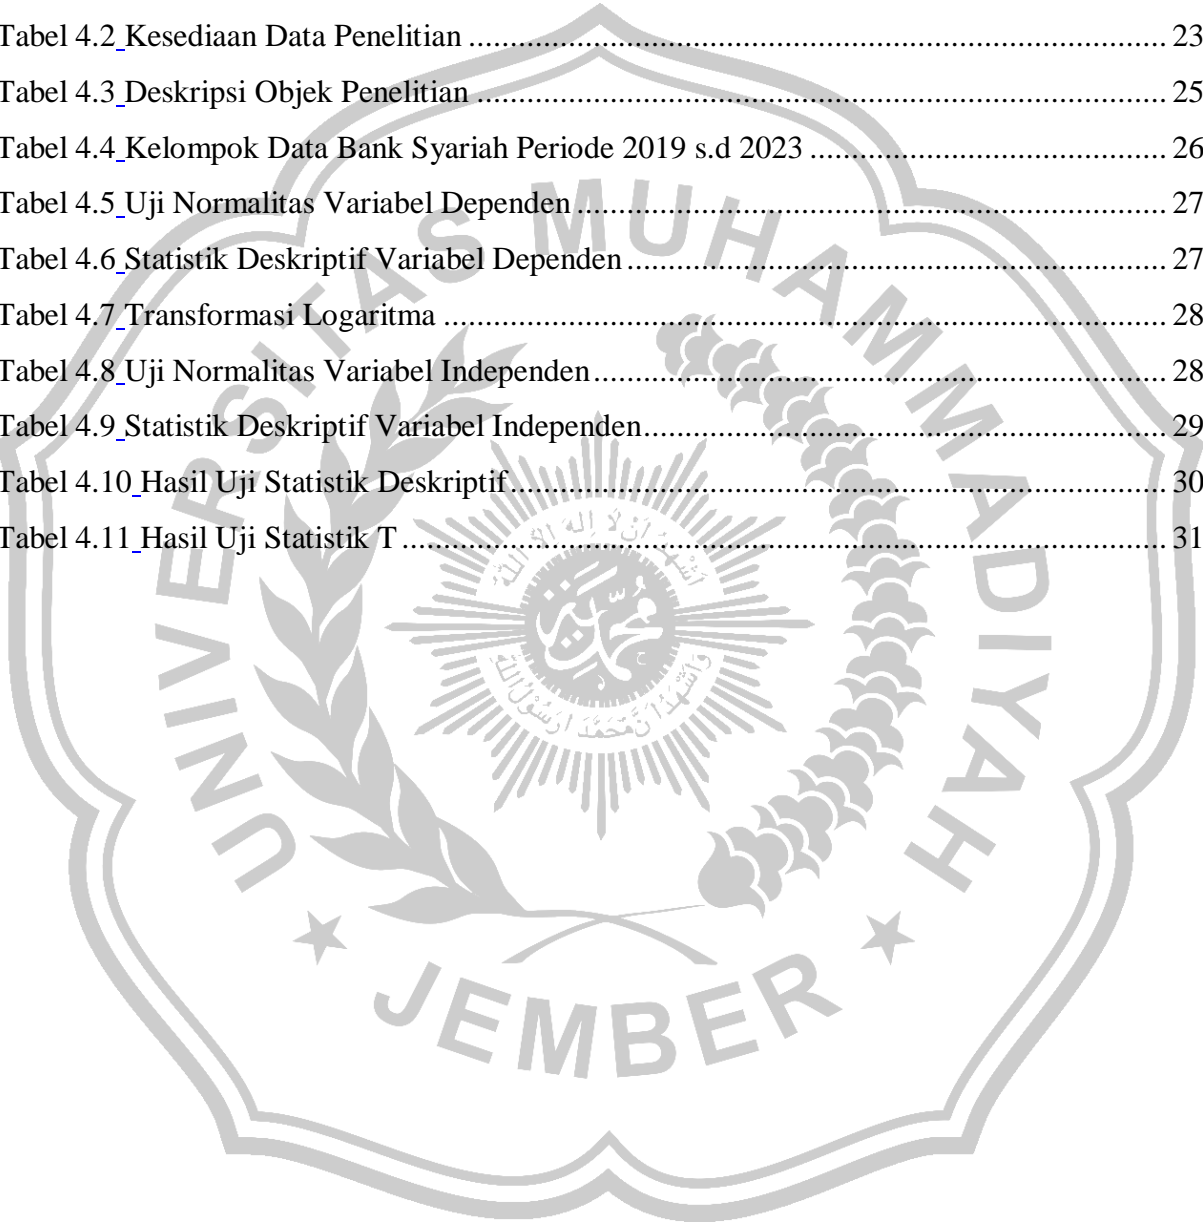 Tabel 4.2 Kesediaan Data Penelitian ........ 23
Tabel 4.3 Deskripsi Objek Penelitian ........ 25
Tabel 4.4 Kelompok Data Bank Syariah Periode 2019 s.d 2023 ........ 26
Tabel 4.5 Uji Normalitas Variabel Dependen ........ 27
Tabel 4.6 Statistik Deskriptif Variabel Dependen ........ 27
Tabel 4.7 Transformasi Logaritma ........ 28
Tabel 4.8 Uji Normalitas Variabel Independen ........ 28
Tabel 4.9 Statistik Deskriptif Variabel Independen ........ 29
Tabel 4.10 Hasil Uji Statistik Deskriptif ........ 30
Tabel 4.11 Hasil Uji Statistik T ........ 31
UNIVERSITAS MUHAMMADIYAH
JEMBER